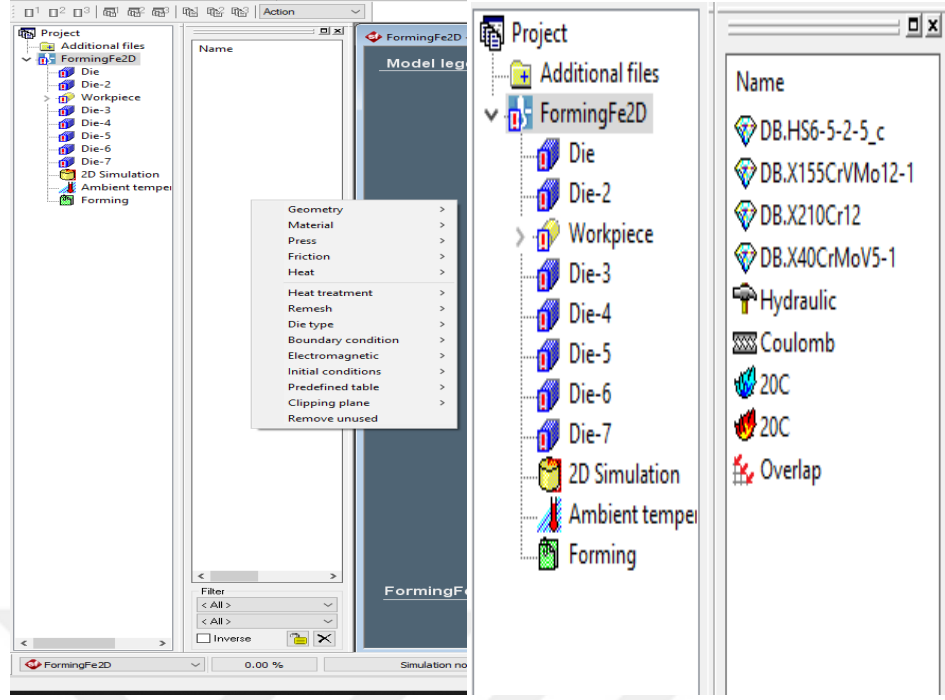 Action
Project
Additional files
FormingFe2D
Die
Die-2
Workpiece
Die-3
Die-4
Die-5
Die-6
Die-7
2D Simulation
Ambient temper
Forming
Name
FormingFe2D
Model leg
Geometry
Material
Press
Friction
Heat
Heat treatment
Remesh
Die type
Boundary condition
Electromagnetic
Initial conditions
Predefined table
Clipping plane
Remove unused
Filter
< All >
< All >
Inverse
FormingF
FormingFe2D
0.00 %
Simulation no
Project
Additional files
FormingFe2D
Die
Die-2
Workpiece
Die-3
Die-4
Die-5
Die-6
Die-7
2D Simulation
Ambient temper
Forming
Name
DB.HS6-5-2-5_c
DB.X155CrVMo12-1
DB.X210Cr12
DB.X40CrMoV5-1
Hydraulic
Coulomb
20C
20C
Overlap